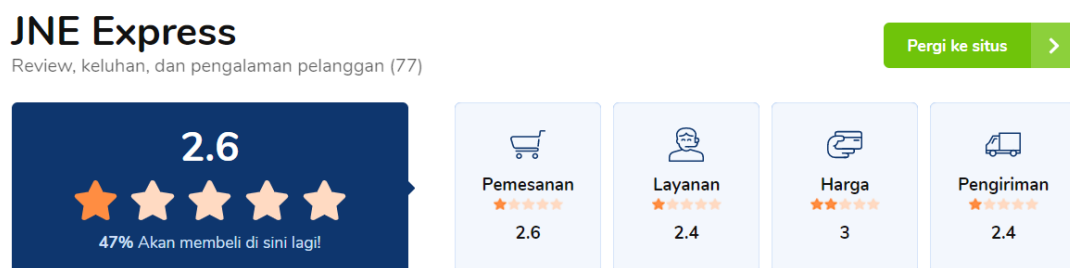 JNE Express
Review, keluhan, dan pengalaman pelanggan (77)
Pergi ke situs
2.6
47% Akan membeli di sini lagi!
Pemesanan
2.6
Layanan
2.4
Harga
3
Pengiriman
2.4